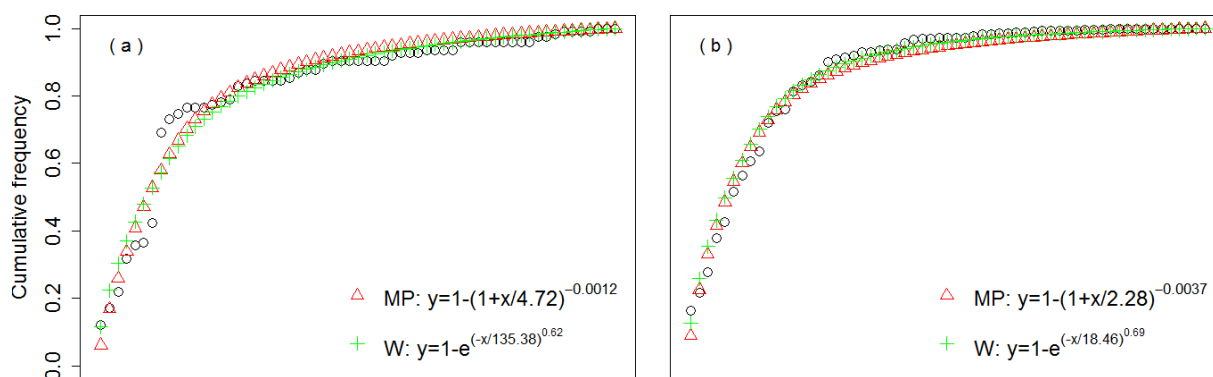 ( a )
( b )
Cumulative frequency
1.0
0.8
0.6
0.4
0.2
0.0
MP: y=1-(1+x/4.72)^−0.0012
W: y=1-e^(-x/135.38)^0.62
MP: y=1-(1+x/2.28)^−0.0037
W: y=1-e^(-x/18.46)^0.69